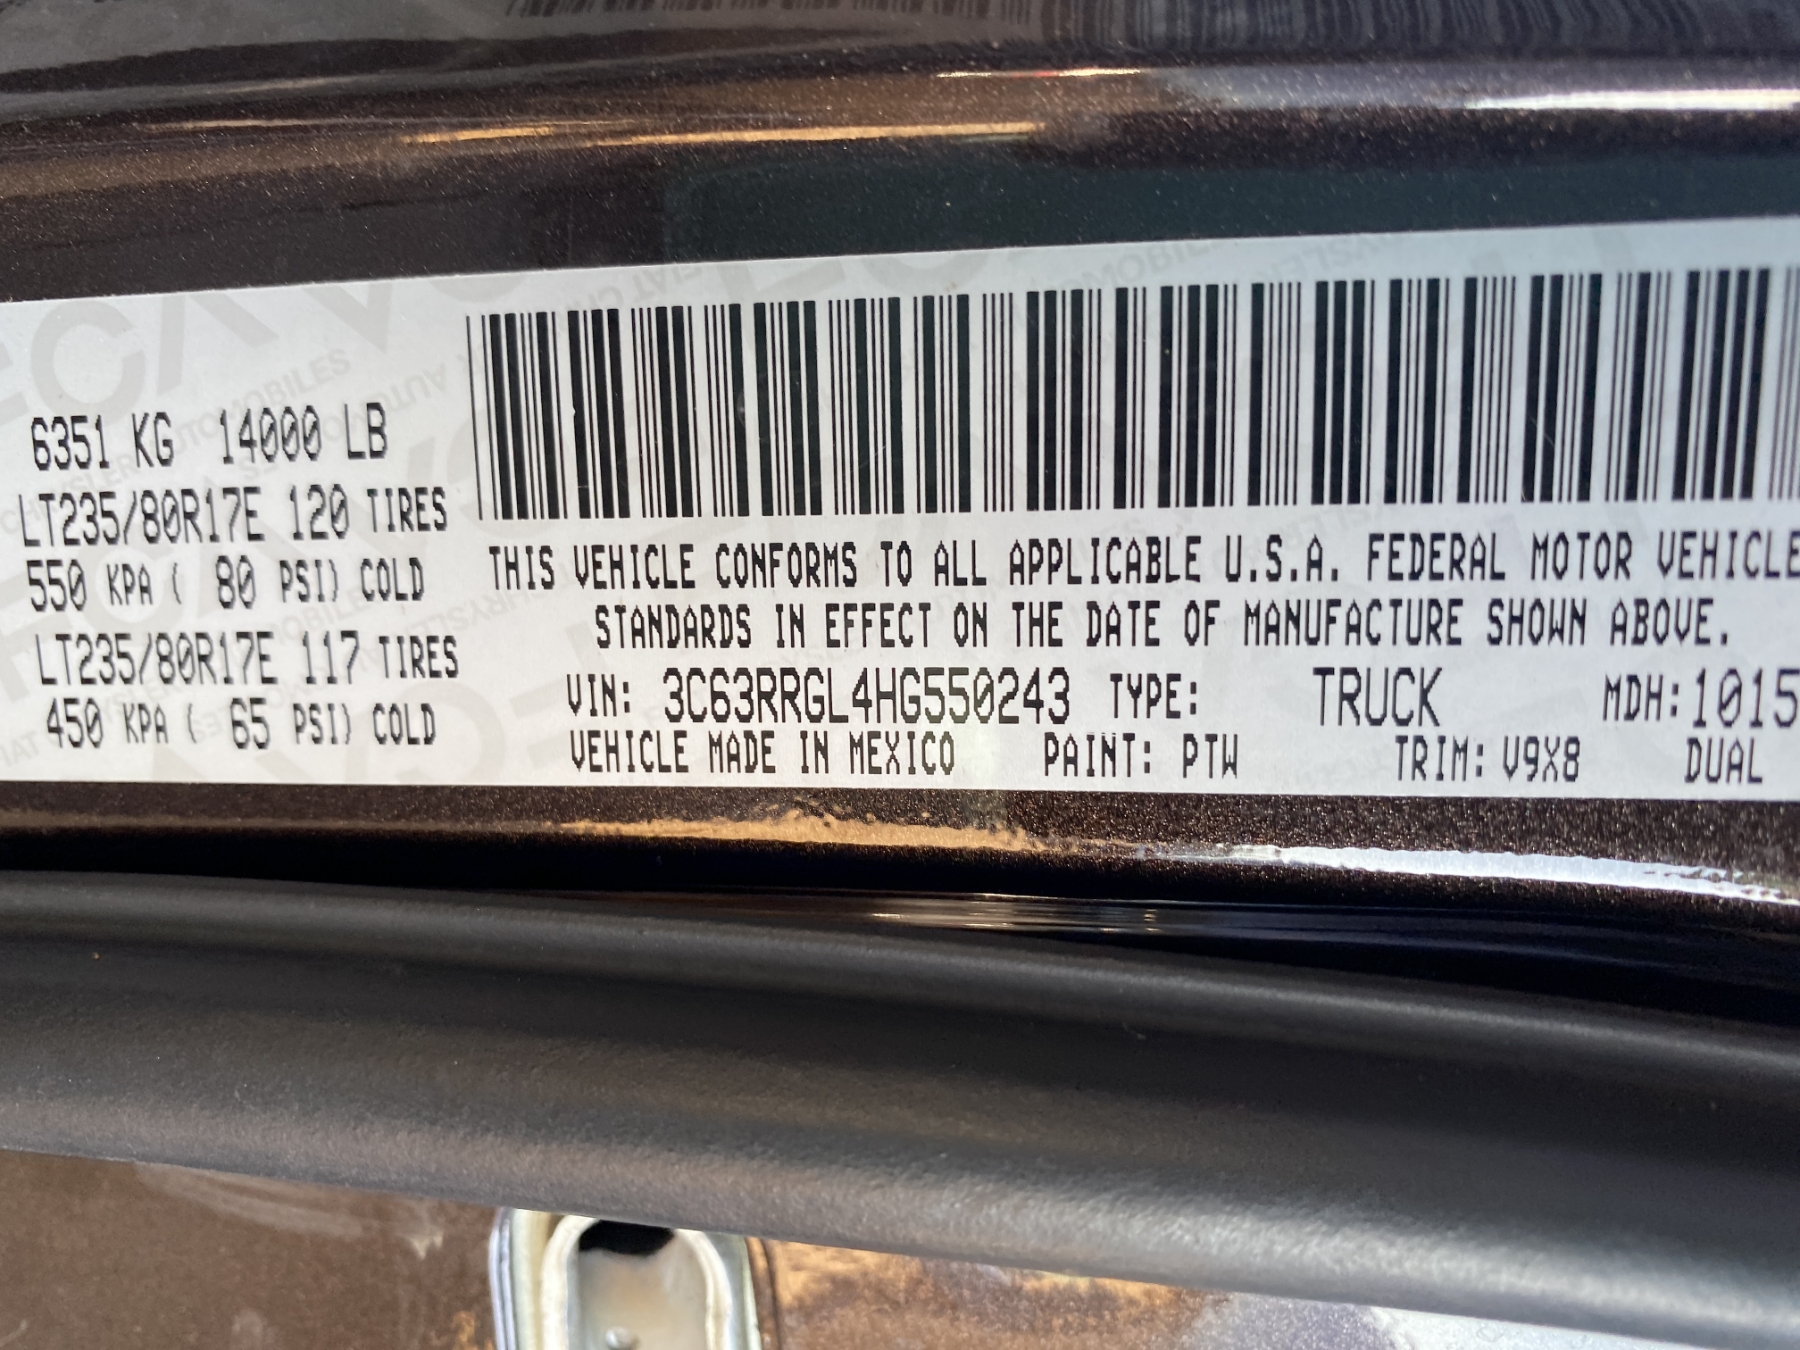 6351 KG 14000 LB
LT235/80R17E 120 TIRES
550 KPA ( 80 PSI) COLD
LT235/80R17E 117 TIRES
450 KPA ( 65 PSI) COLD
THIS VEHICLE CONFORMS TO ALL APPLICABLE U.S.A. FEDERAL MOTOR VEHICLE
STANDARDS IN EFFECT ON THE DATE OF MANUFACTURE SHOWN ABOVE.
VIN: 3C63RRGL4HG550243 TYPE: TRUCK MDH: 1015
VEHICLE MADE IN MEXICO PAINT: PTW TRIM: V9X8 DUAL